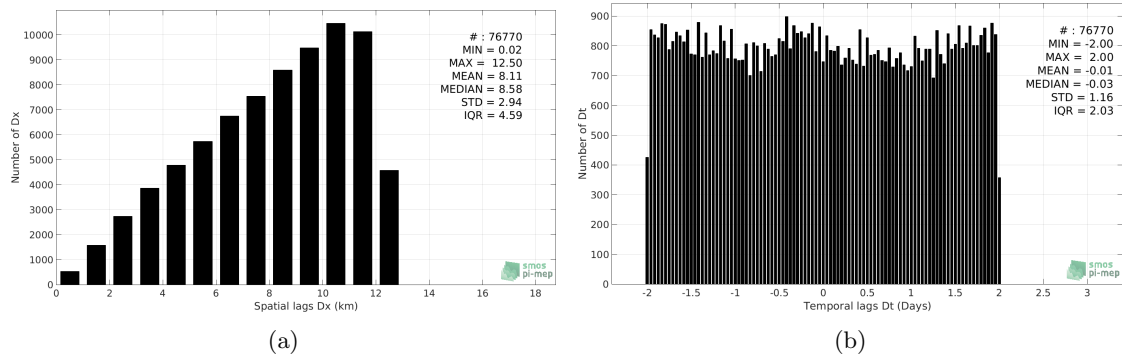 10000
9000
8000
7000
6000
5000
4000
3000
2000
1000
0
Number of Dx
# : 76770
MIN = 0.02
MAX = 12.50
MEAN = 8.11
MEDIAN = 8.58
STD = 2.94
IQR = 4.59
smos
pi-mep
0 2 4 6 8 10 12 14 16 18
Spatial lags Dx (km)
(a)
900
800
700
600
500
400
300
200
100
0
Number of Dt
# : 76770
MIN = -2.00
MAX = 2.00
MEAN = -0.01
MEDIAN = -0.03
STD = 1.16
IQR = 2.03
smos
pi-mep
-2 -1.5 -1 -0.5 0 0.5 1 1.5 2 2.5 3
Temporal lags Dt (Days)
(b)